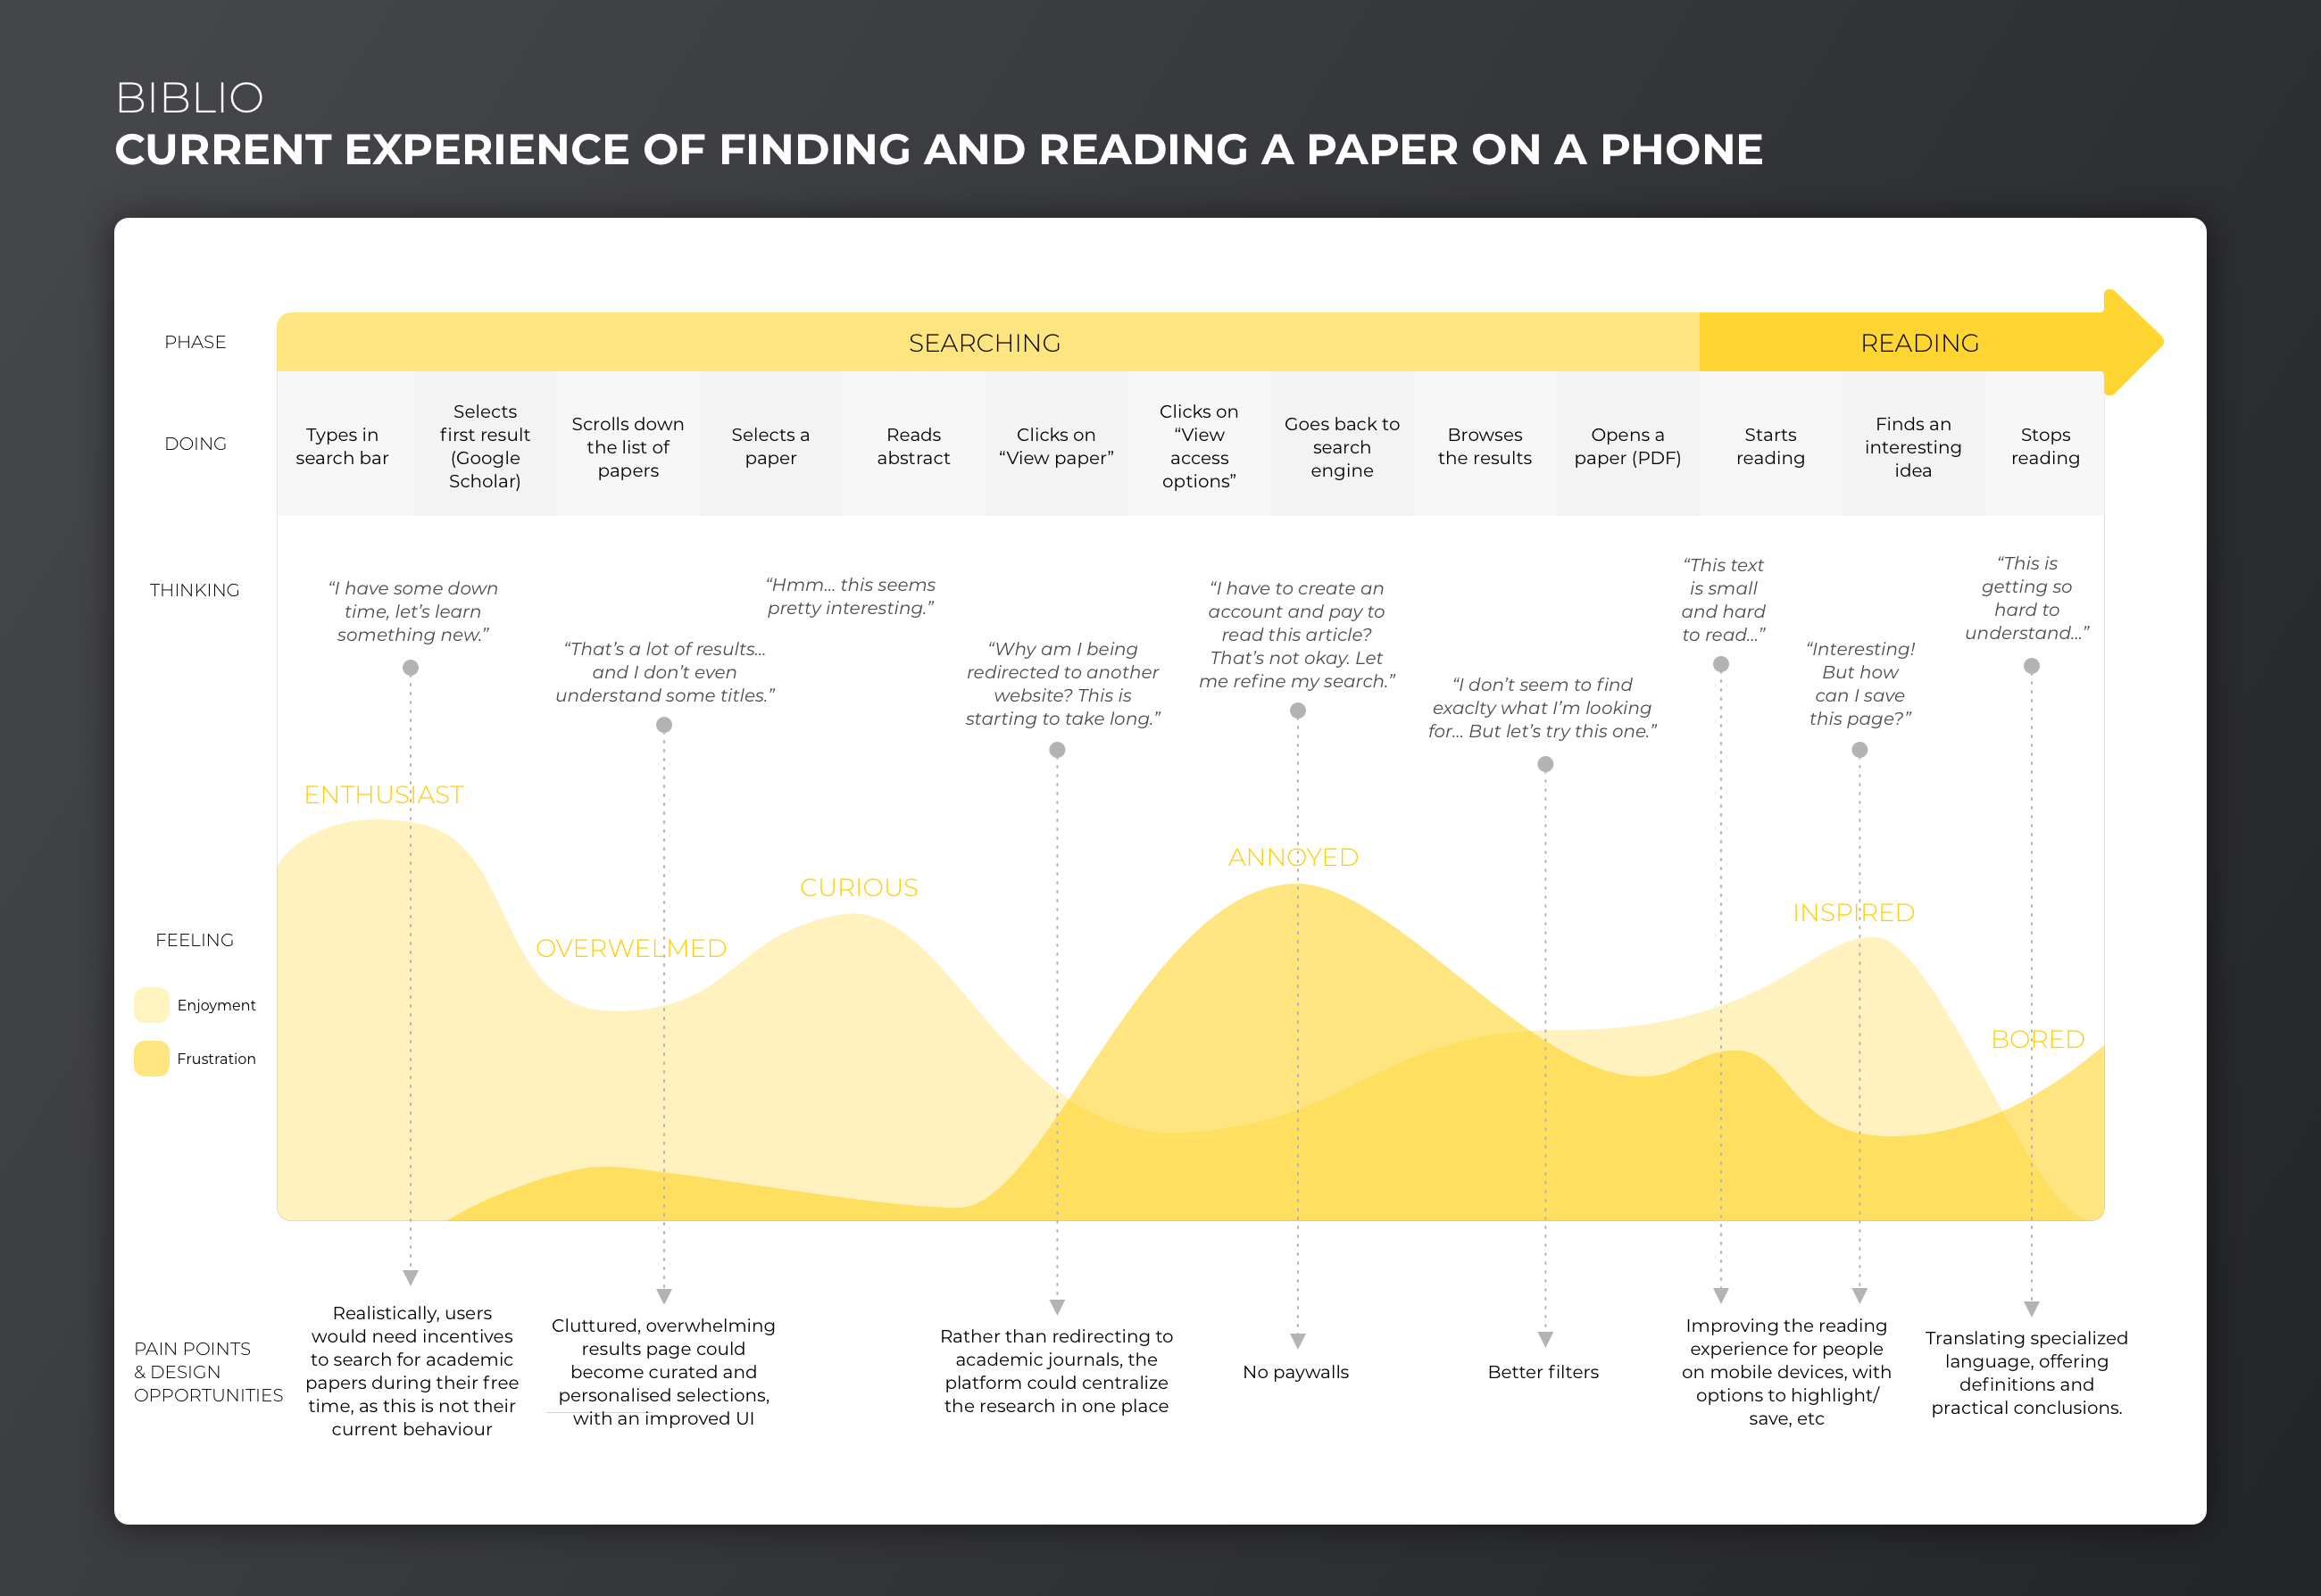 BIBLIO
CURRENT EXPERIENCE OF FINDING AND READING A PAPER ON A PHONE
PHASE
SEARCHING
READING
DOING
Types in
search bar
Selects
first result
(Google
Scholar)
Scrolls down
the list of
papers
Selects a
paper
Reads
abstract
Clicks on
“View paper”
Clicks on
“View
access
options”
Goes back to
search
engine
Browses
the results
Opens a
paper (PDF)
Starts
reading
Finds an
interesting
idea
Stops
reading
THINKING
“I have some down
time, let’s learn
something new.”
“That’s a lot of results...
and I don’t even
understand some titles.”
“Hmm... this seems
pretty interesting.”
“Why am I being
redirected to another
website? This is
starting to take long.”
“I have to create an
account and pay to
read this article?
That’s not okay. Let
me refine my search.”
“I don’t seem to find
exaclty what I’m looking
for... But let’s try this one.”
“This text
is small
and hard
to read...”
“Interesting!
But how
can I save
this page?”
“This is
getting so
hard to
understand...”
FEELING
Enjoyment
Frustration
ENTHUSIAST
OVERWELMED
CURIOUS
ANNOYED
INSPIRED
BORED
PAIN POINTS
& DESIGN
OPPORTUNITIES
Realistically, users
would need incentives
to search for academic
papers during their free
time, as this is not their
current behaviour
Cluttured, overwhelming
results page could
become curated and
personalised selections,
with an improved UI
Rather than redirecting to
academic journals, the
platform could centralize
the research in one place
No paywalls
Better filters
Improving the reading
experience for people
on mobile devices, with
options to highlight/
save, etc
Translating specialized
language, offering
definitions and
practical conclusions.